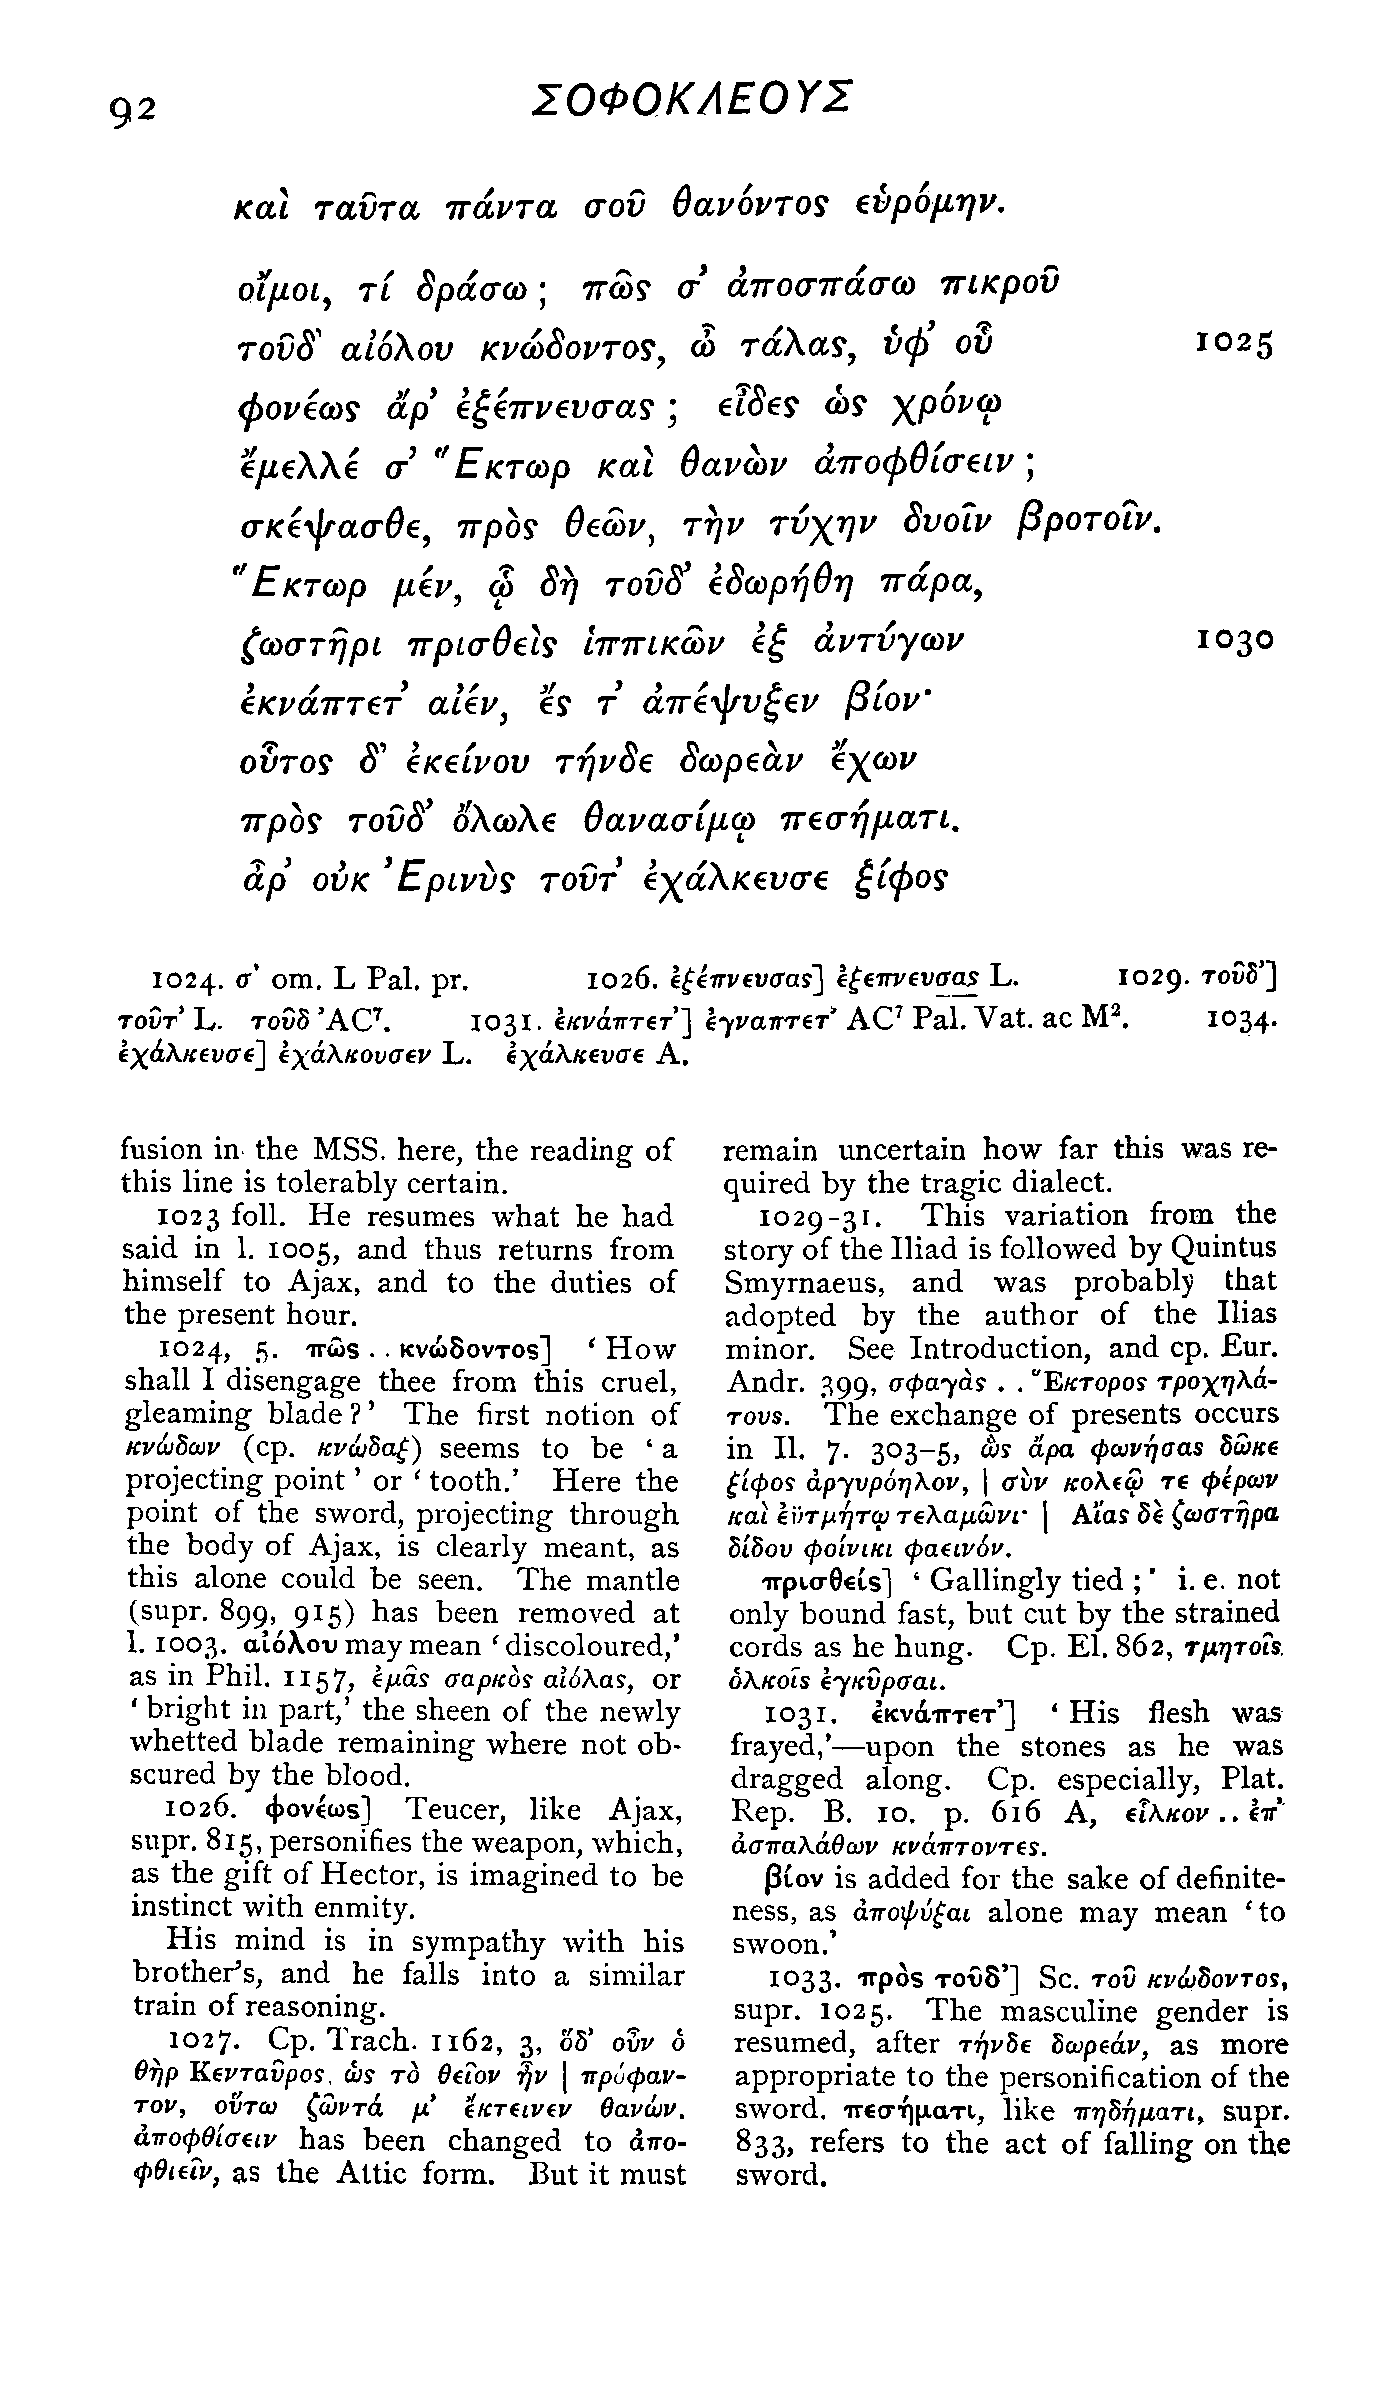 92
ΣΟΦΟΚΛΕΟΥΣ
καὶ ταῦτα πάντα σοῦ θανόντος εὑρόμην.
οἴμοι, τί δράσω; πῶς σ’ ἀποσπάσω πικροῦ
τοῦδ’ αἰόλου κνώδοντος, ὦ τάλας, ὑφ’ οὗ 1025
φονέως ἄρ’ ἐξέπνευσας; εἶδες ὡς χρόνῳ
ἔμελλέ σ’ Ἕκτωρ καὶ θανὼν ἀποφθίσειν;
σκέψασθε, πρὸς θεῶν, τὴν τύχην δυοῖν βροτοῖν.
Ἕκτωρ μέν, ᾧ δὴ τοῦδ’ ἐδωρήθη πάρα,
ζωστῆρι πρισθεὶς ἱππικῶν ἐξ ἀντύγων 1030
ἐκνάπτετ’ αἰέν, ἔς τ’ ἀπέψυξεν βίον·
οὗτος δ’ ἐκείνου τήνδε δωρεὰν ἔχων
πρὸς τοῦδ’ ὄλωλε θανασίμῳ πεσήματι.
ἆρ’ οὐκ Ἐρινὺς τοῦτ’ ἐχάλκευσε ξίφος
1024. σ’ om. L Pal. pr. 1026. ἐξέπνευσας] ἐξεπνευσας L. 1029. τοῦδ’]
τοῦτ’ L. τοῦδ ’AC⁷. 1031. ἐκνάπτετ’] ἐγναπτετ’ AC⁷ Pal. Vat. ac M². 1034.
ἐχάλκευσε] ἐχάλκουσεν L. ἐχάλκευσε A.
fusion in the MSS. here, the reading of
this line is tolerably certain.
1023 foll. He resumes what he had
said in l. 1005, and thus returns from
himself to Ajax, and to the duties of
the present hour.
1024, 5. πῶς . . κνώδοντος] ‘How
shall I disengage thee from this cruel,
gleaming blade?’ The first notion of
κνώδων (cp. κνώδαξ) seems to be ‘a
projecting point’ or ‘tooth.’ Here the
point of the sword, projecting through
the body of Ajax, is clearly meant, as
this alone could be seen. The mantle
(supr. 899, 915) has been removed at
l. 1003. αἰόλου may mean ‘discoloured,’
as in Phil. 1157, ἐμᾶς σαρκὸς αἰόλας, or
‘bright in part,’ the sheen of the newly
whetted blade remaining where not ob-
scured by the blood.
1026. φονέως] Teucer, like Ajax,
supr. 815, personifies the weapon, which,
as the gift of Hector, is imagined to be
instinct with enmity.
His mind is in sympathy with his
brother’s, and he falls into a similar
train of reasoning.
1027. Cp. Trach. 1162, 3, ὅδ’ οὖν ὁ
θὴρ Κενταῦρος, ὡς τὸ θεῖον ἦν | πρόφαν-
τον, οὕτω ζῶντά μ’ ἔκτεινεν θανών.
ἀποφθίσειν has been changed to ἀπο-
φθιεῖν, as the Attic form. But it must
remain uncertain how far this was re-
quired by the tragic dialect.
1029-31. This variation from the
story of the Iliad is followed by Quintus
Smyrnaeus, and was probably that
adopted by the author of the Ilias
minor. See Introduction, and cp. Eur.
Andr. 399, σφαγὰς . . Ἕκτορος τροχηλά-
τους. The exchange of presents occurs
in Il. 7. 303-5, ὣς ἄρα φωνήσας δῶκε
ξίφος ἀργυρόηλον, | σὺν κολεῷ τε φέρων
καὶ ἐϋτμήτῳ τελαμῶνι· | Αἴας δὲ ζωστῆρα
δίδου φοίνικι φαεινόν.
πρισθείς] ‘Gallingly tied;’ i. e. not
only bound fast, but cut by the strained
cords as he hung. Cp. El. 862, τμητοῖς
ὁλκοῖς ἐγκῦρσαι.
1031. ἐκνάπτετ’] ‘His flesh was
frayed,’—upon the stones as he was
dragged along. Cp. especially, Plat.
Rep. B. 10. p. 616 A, εἷλκον .. ἐπ’
ἀσπαλάθων κνάπτοντες.
βίον is added for the sake of definite-
ness, as ἀποψύξαι alone may mean ‘to
swoon.’
1033. πρὸς τοῦδ’] Sc. τοῦ κνώδοντος,
supr. 1025. The masculine gender is
resumed, after τήνδε δωρεάν, as more
appropriate to the personification of the
sword. πεσήματι, like πηδήματι, supr.
833, refers to the act of falling on the
sword.